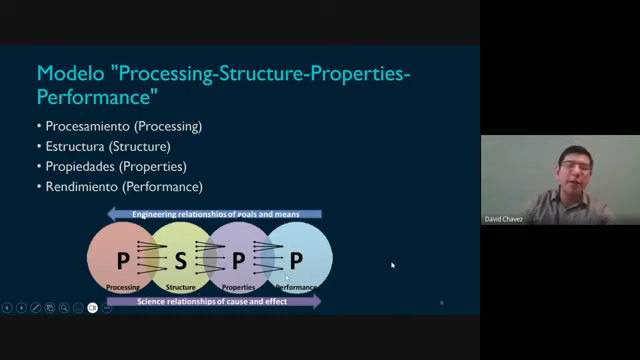 Modelo "Processing-Structure-Properties-
Performance"
• Procesamiento (Processing)
• Estructura (Structure)
• Propiedades (Properties)
• Rendimiento (Performance)
Engineering relationships of goals and means
P S P P
Processing Structure Properties Performance
Science relationships of cause and effect
6
David Chavez